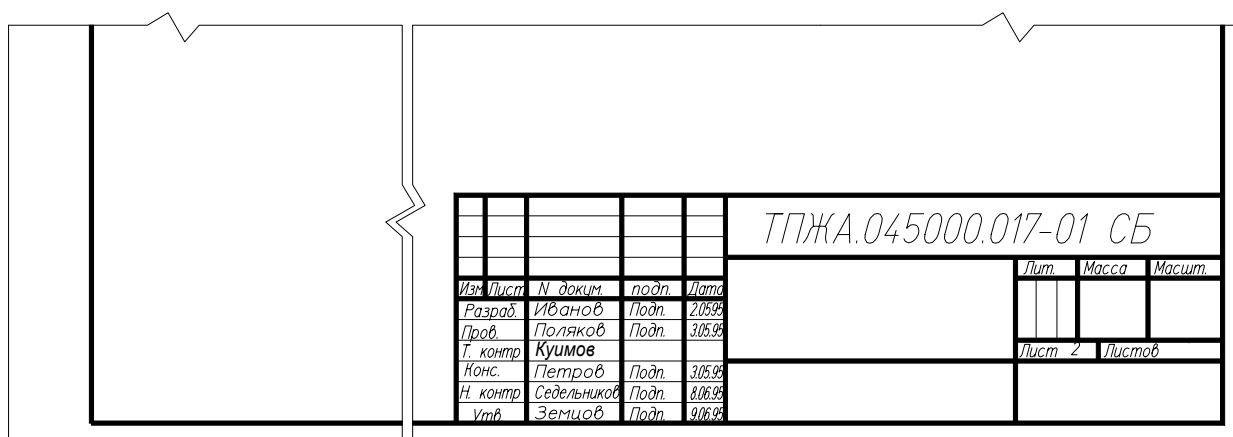 ТПЖА.045000.017-01 СБ
Лит. Масса Масшт.
Изм Лист N докум. подп. Дата
Разраб. Иванов Подп. 2.05.95
Пров. Поляков Подп. 3.05.95
Т. контр Куимов
Лист 2 Листов
Конс. Петров Подп. 3.05.95
Н. контр Седельников Подп. 8.06.95
Утв. Земцов Подп. 9.06.95